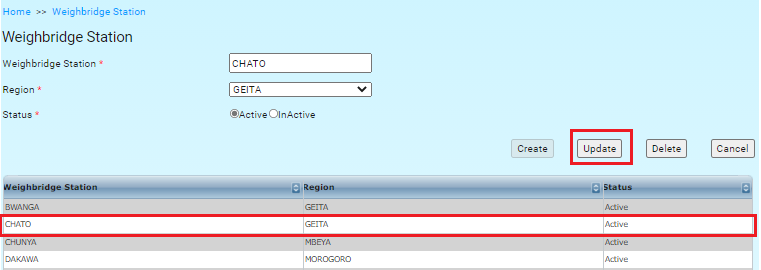 Home >> Weighbridge Station
Weighbridge Station
Weighbridge Station * CHATO
Region * GEITA
Status * Active InActive
Create Update Delete Cancel
Weighbridge Station Region Status
BWANGA GEITA Active
CHATO GEITA Active
CHUNYA MBEYA Active
DAKAWA MOROGORO Active